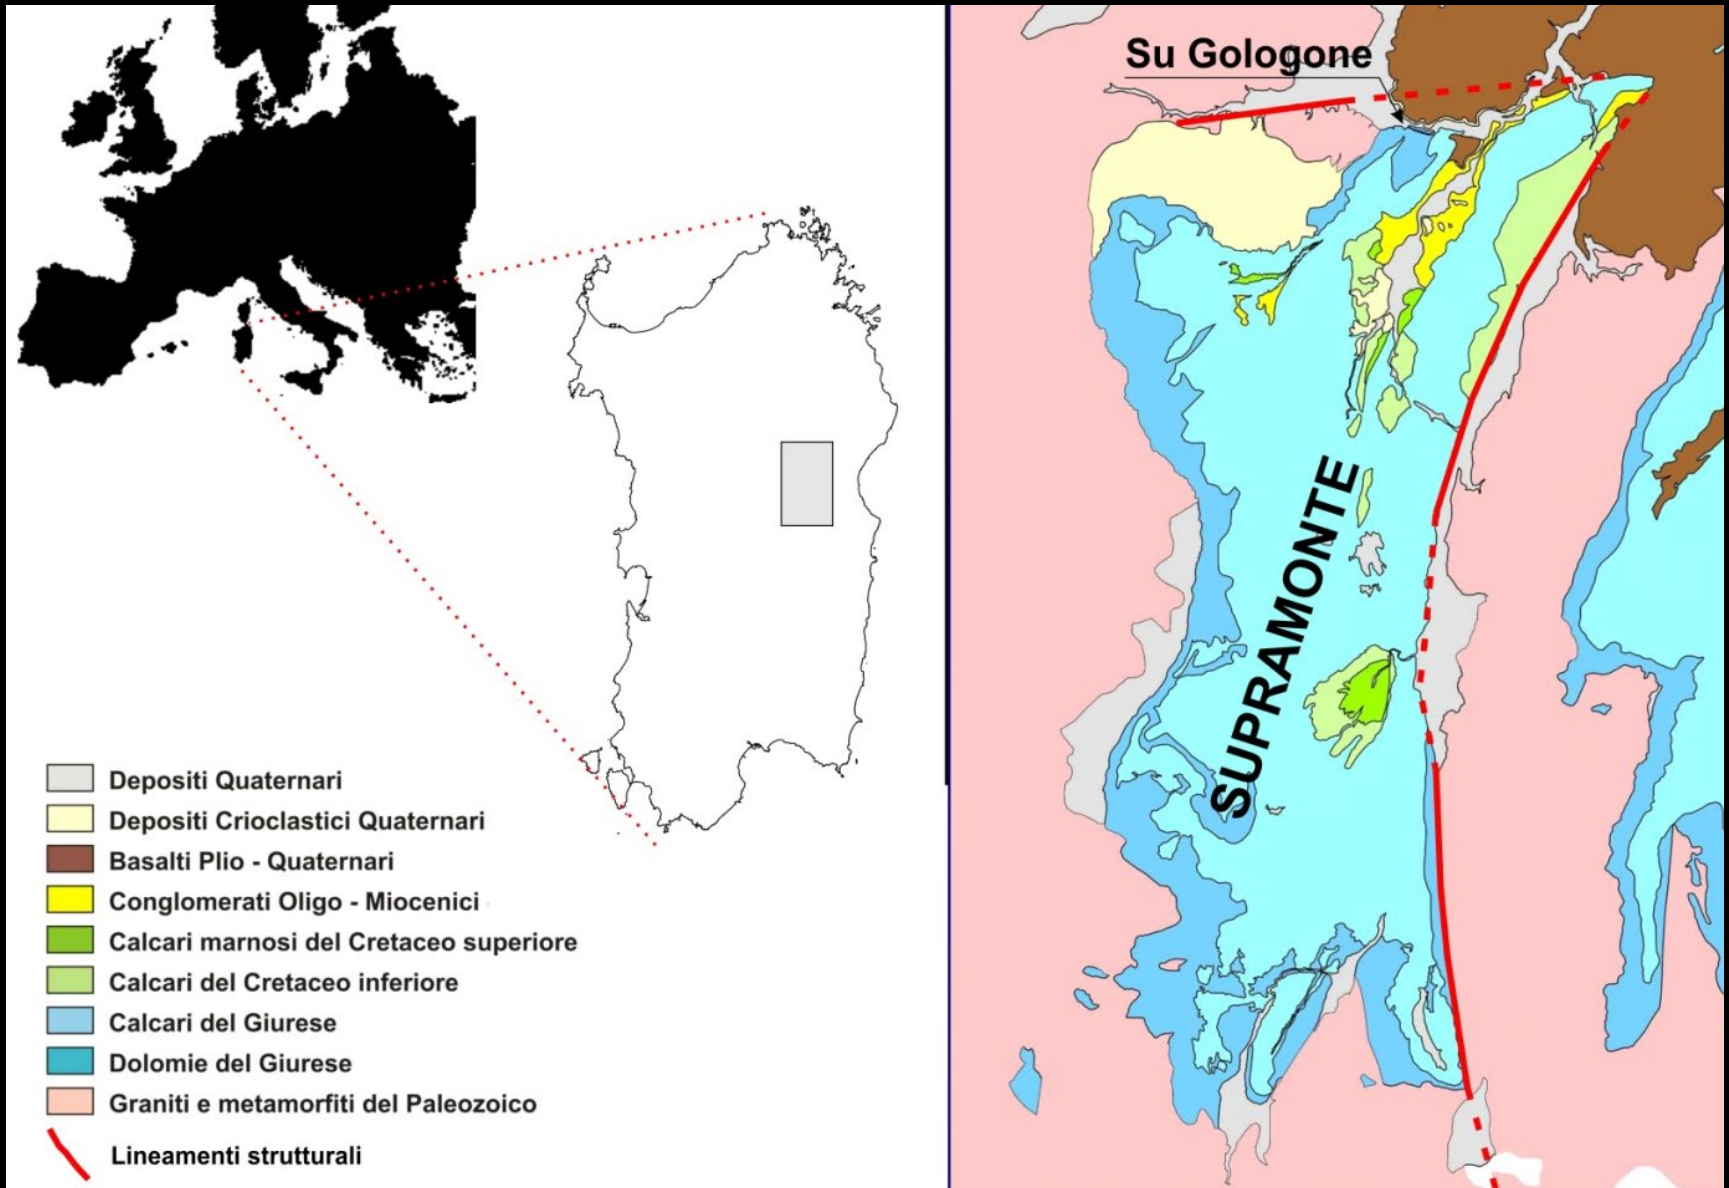 Su Gologone
SUPRAMONTE
Depositi Quaternari
Depositi Crioclastici Quaternari
Basalti Plio - Quaternari
Conglomerati Oligo - Miocenici
Calcari marnosi del Cretaceo superiore
Calcari del Cretaceo inferiore
Calcari del Giurese
Dolomie del Giurese
Graniti e metamorfiti del Paleozoico
Lineamenti strutturali